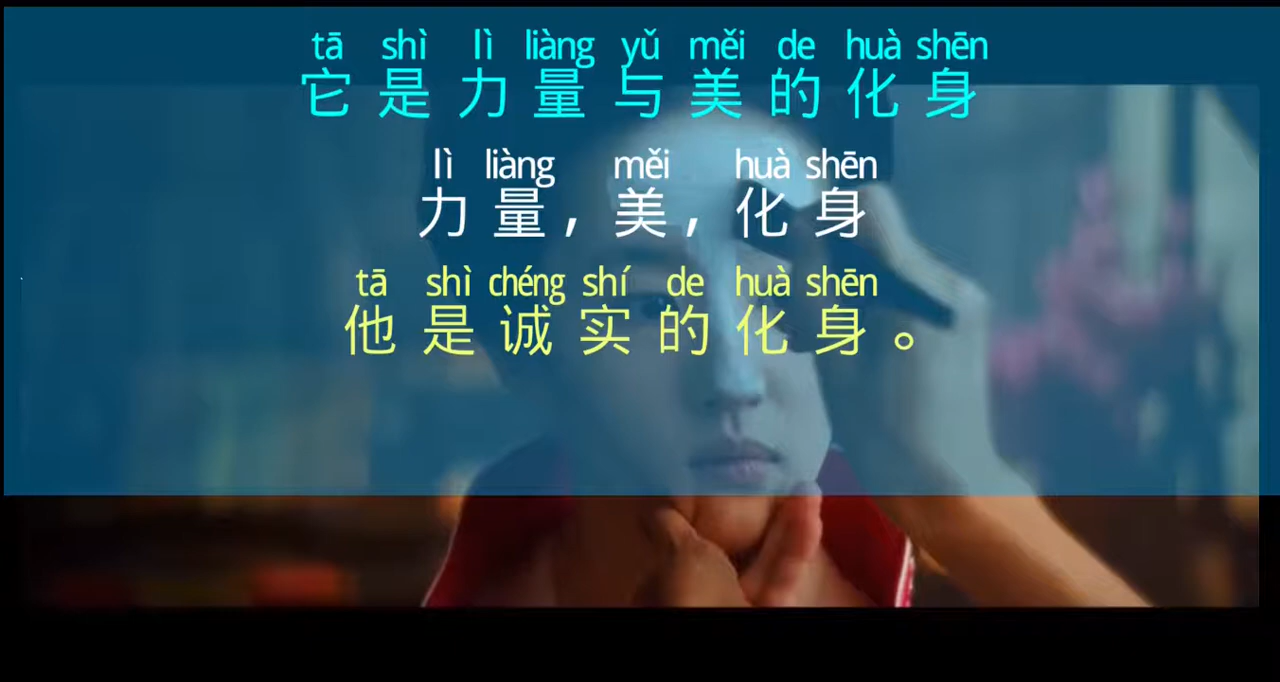 tā shì lì liàng yǔ měi de huà shēn
它是力量与美的化身
lì liàng měi huà shēn
力量，美，化身
tā shì chéng shí de huà shēn
他是诚实的化身。